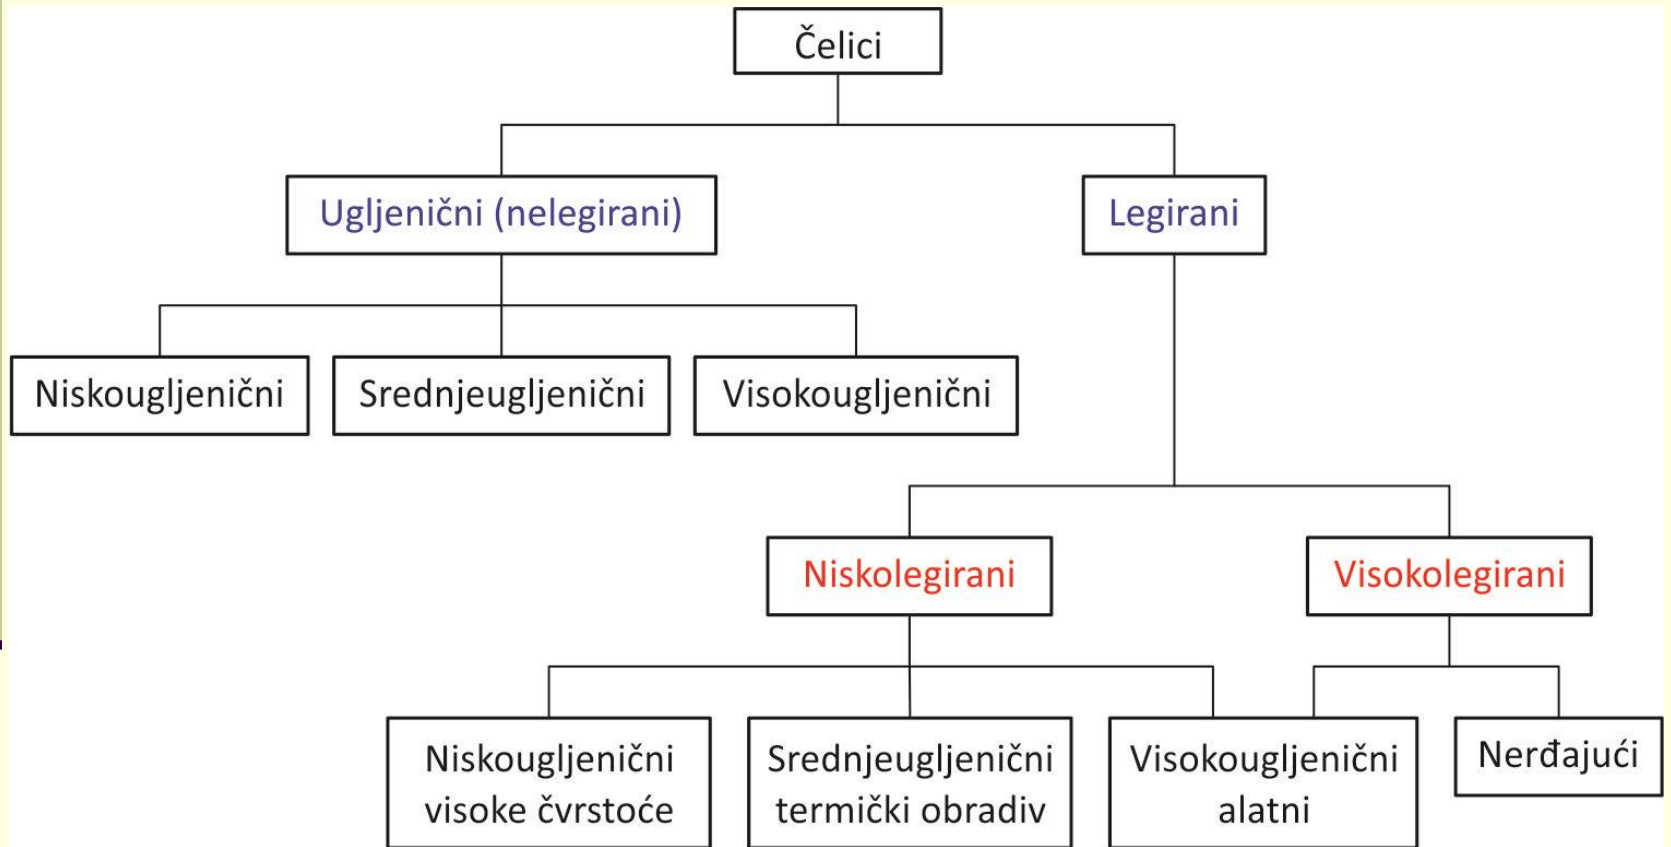 Čelici
Ugljenični (nelegirani)
Legirani
Niskougljenični
Srednjeugljenični
Visokougljenični
Niskolegirani
Visokolegirani
Niskougljenični
visoke čvrstoće
Srednjeugljenični
termički obradiv
Visokougljenični
alatni
Nerđajući